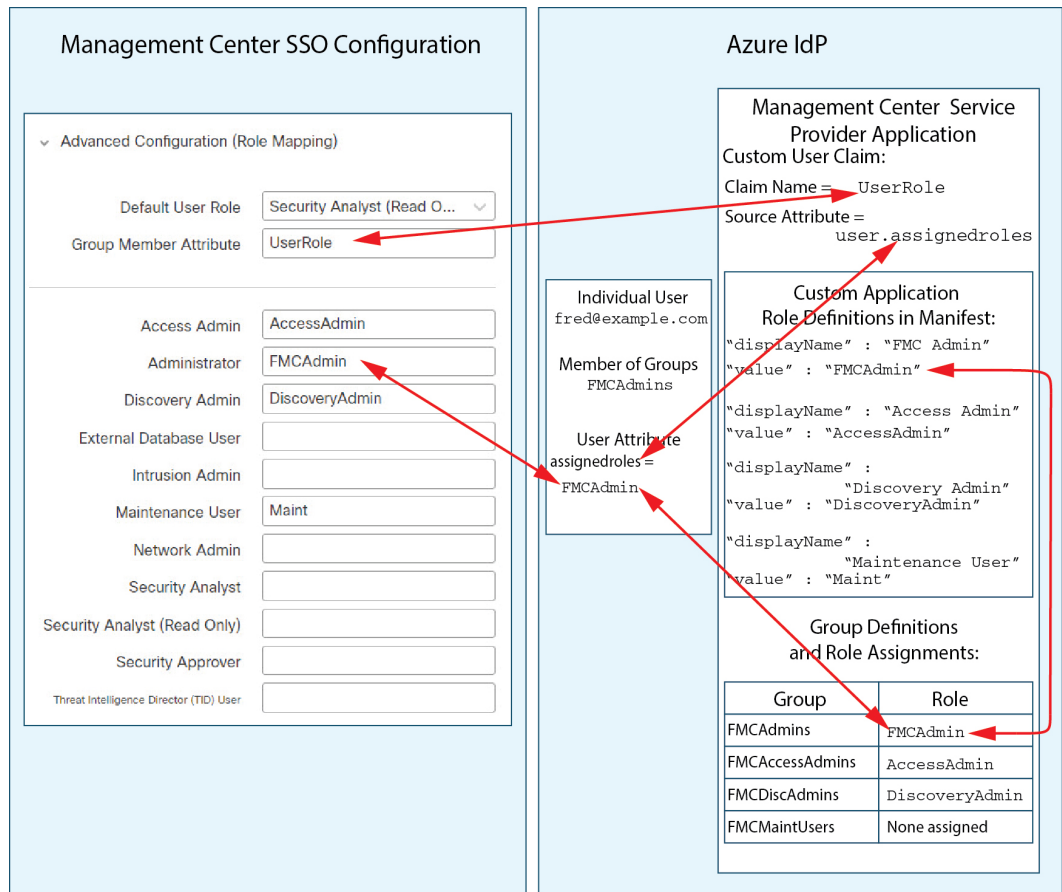 Management Center SSO Configuration
Advanced Configuration (Role Mapping)
Default User Role
Security Analyst (Read O...
Group Member Attribute
UserRole
Access Admin
AccessAdmin
Administrator
FMCAdmin
Discovery Admin
DiscoveryAdmin
External Database User
Intrusion Admin
Maintenance User
Maint
Network Admin
Security Analyst
Security Analyst (Read Only)
Security Approver
Threat Intelligence Director (TID) User
Azure IdP
Individual User
fred@example.com
Member of Groups
FMCAdmins
User Attribute
assignedroles =
FMCAdmin
Management Center Service
Provider Application
Custom User Claim:
Claim Name = UserRole
Source Attribute =
user.assignedroles
Custom Application
Role Definitions in Manifest:
“displayName” : “FMC Admin”
“value” : “FMCAdmin”
“displayName” : “Access Admin”
“value” : “AccessAdmin”
“displayName” :
“Discovery Admin”
“value” : “DiscoveryAdmin”
“displayName” :
“Maintenance User”
“value” : “Maint”
Group Definitions
and Role Assignments:
Group Role
FMCAdmins FMCAdmin
FMCAccessAdmins AccessAdmin
FMCDiscAdmins DiscoveryAdmin
FMCMaintUsers None assigned